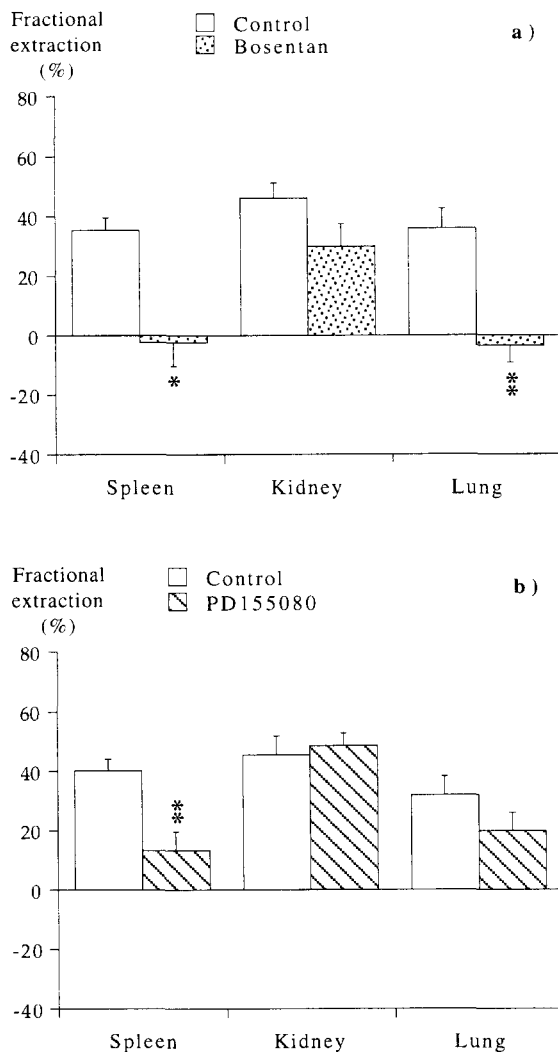 Fractional
extraction
(%)
Control
Bosentan
a)
80
60
40
20
0
-20
-40
*
*
*
Spleen Kidney Lung
Fractional
extraction
(%)
Control
PD155080
b)
80
60
40
20
0
-20
-40
*
*
Spleen Kidney Lung